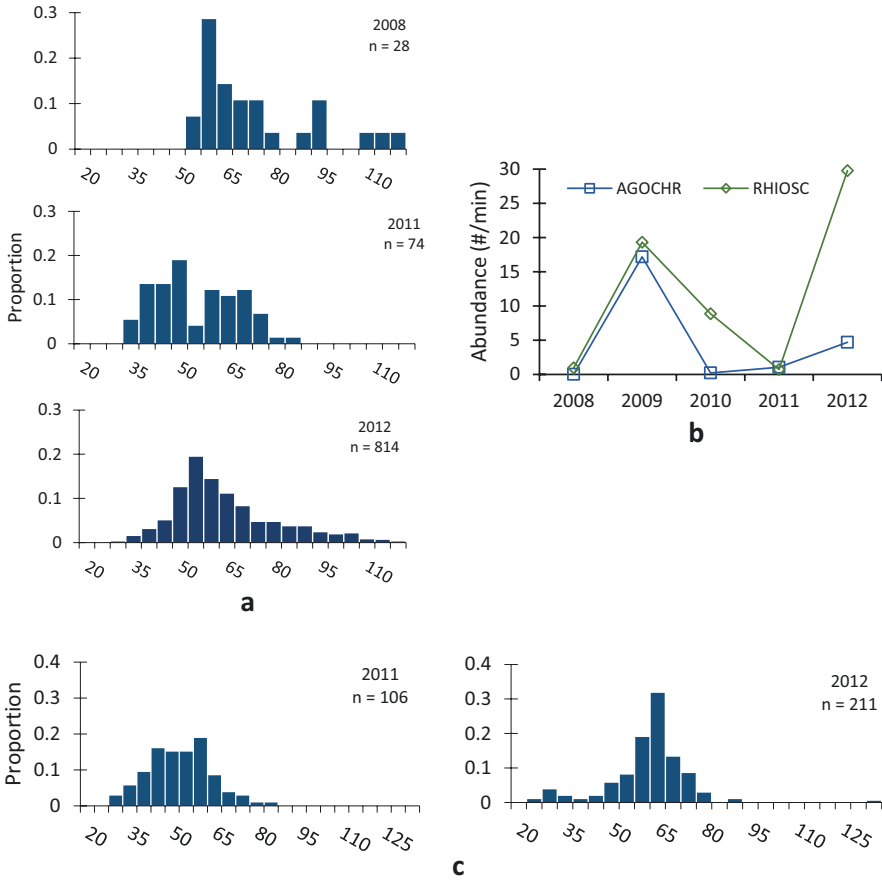 2008
n = 28
0.3
0.2
0.1
0
20 35 50 65 80 95 110
2011
n = 74
Proportion
0.3
0.2
0.1
0
20 35 50 65 80 95 110
2012
n = 814
0.3
0.2
0.1
0
20 35 50 65 80 95 110
a
AGOCHR RHIOSC
Abundance (#/min)
30
25
20
15
10
5
0
2008 2009 2010 2011 2012
b
2011
n = 106
Proportion
0.4
0.3
0.2
0.1
0
20 35 50 65 80 95 110 125
2012
n = 211
0.4
0.3
0.2
0.1
0
20 35 50 65 80 95 110 125
c